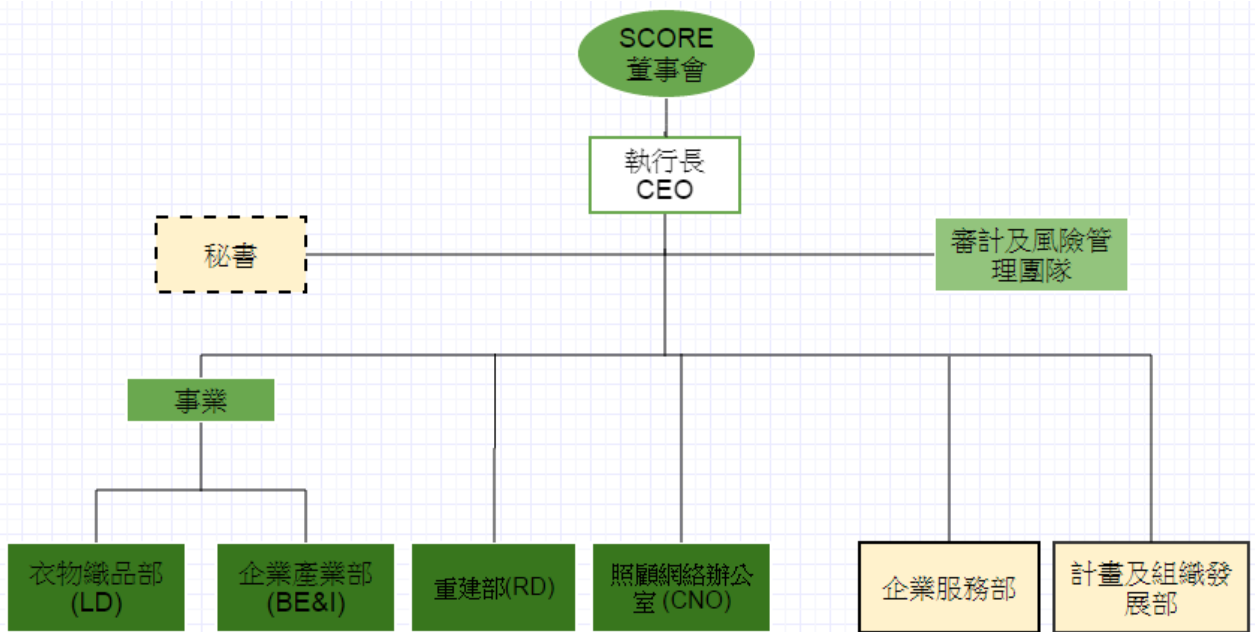 SCORE
董事會
執行長
CEO
秘書
審計及風險管
理團隊
事業
衣物織品部
(LD)
企業產業部
(BE&I)
重建部(RD)
照顧網絡辦公
室 (CNO)
企業服務部
計畫及組織發
展部